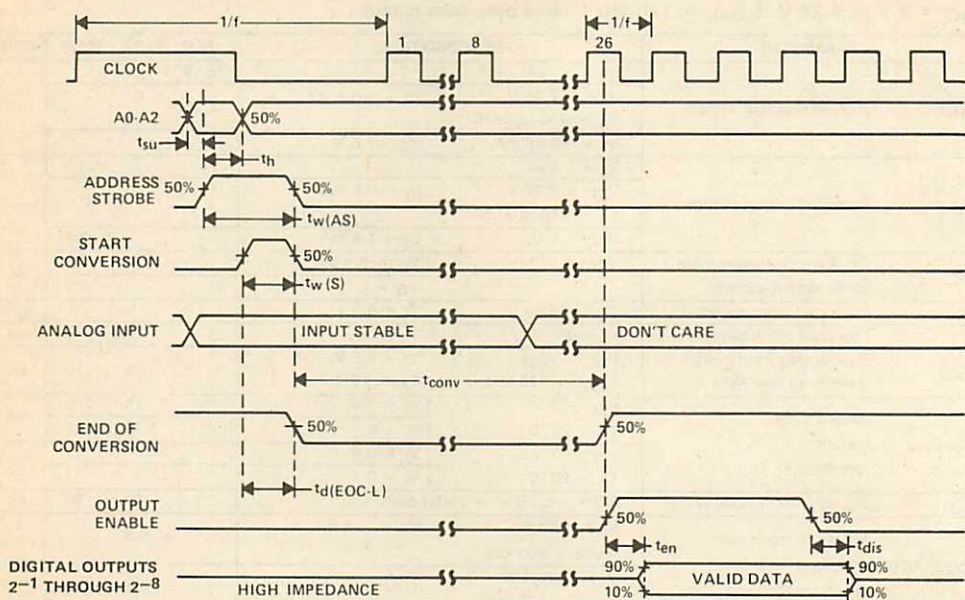 1/f
1/f
1
8
26
CLOCK
A0-A2
50%
tsu
th
ADDRESS
STROBE
50%
50%
tw(AS)
START
CONVERSION
50%
tw(S)
ANALOG INPUT
INPUT STABLE
DON'T CARE
tconv
END OF
CONVERSION
50%
50%
td(EOC-L)
OUTPUT
ENABLE
50%
50%
ten
tdis
DIGITAL OUTPUTS
2−1 THROUGH 2−8
HIGH IMPEDANCE
90%
VALID DATA
90%
10%
10%